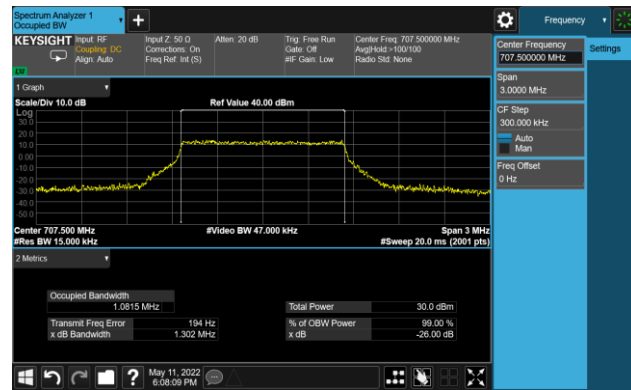 Spectrum Analyzer 1
Occupied BW
Frequency
KEYSIGHT
Input: RF
Coupling: DC
Align: Auto
Input Z: 50 Ω
Corrections: On
Freq Ref: Int (S)
Atten: 20 dB
Trig: Free Run
Gate: Off
#IF Gain: Low
Center Freq: 707.500000 MHz
Avg|Hold:>100/100
Radio Std: None
Center Frequency
707.500000 MHz
Settings
Span
3.0000 MHz
CF Step
300.000 kHz
Auto
Man
Freq Offset
0 Hz
1 Graph
Scale/Div 10.0 dB
Ref Value 40.00 dBm
Log
30.0
20.0
10.0
0.00
-10.0
-20.0
-30.0
-40.0
-50.0
Center 707.500 MHz
#Video BW 47.000 kHz
Span 3 MHz
#Res BW 15.000 kHz
#Sweep 20.0 ms (2001 pts)
2 Metrics
Occupied Bandwidth
1.0815 MHz
Total Power
30.0 dBm
Transmit Freq Error
194 Hz
% of OBW Power
99.00 %
x dB Bandwidth
1.302 MHz
x dB
-26.00 dB
?
May 11, 2022
6:08:09 PM